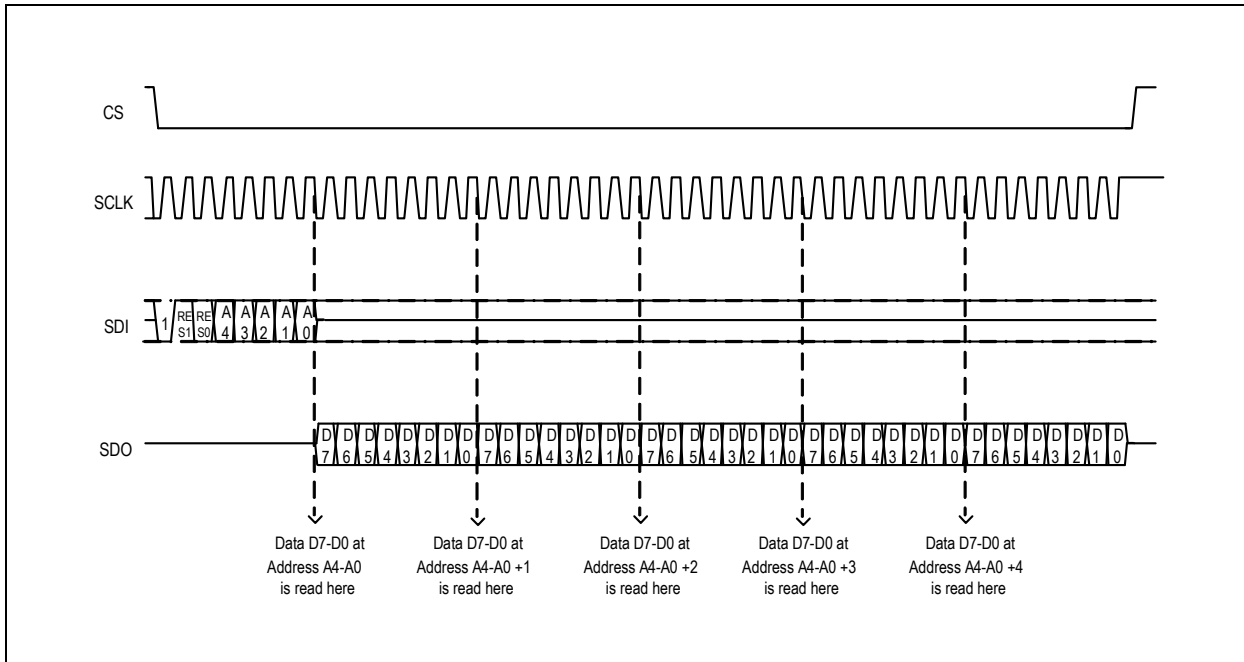 CS
SCLK
SDI
1 RE S1 RE S0 A 4 A 3 A 2 A 1 A 0
SDO
D 7 D 6 D 5 D 4 D 3 D 2 D 1 D 0 D 7 D 6 D 5 D 4 D 3 D 2 D 1 D 0 D 7 D 6 D 5 D 4 D 3 D 2 D 1 D 0 D 7 D 6 D 5 D 4 D 3 D 2 D 1 D 0 D 7 D 6 D 5 D 4 D 3 D 2 D 1 D 0
Data D7-D0 at
Address A4-A0
is read here
Data D7-D0 at
Address A4-A0 +1
is read here
Data D7-D0 at
Address A4-A0 +2
is read here
Data D7-D0 at
Address A4-A0 +3
is read here
Data D7-D0 at
Address A4-A0 +4
is read here